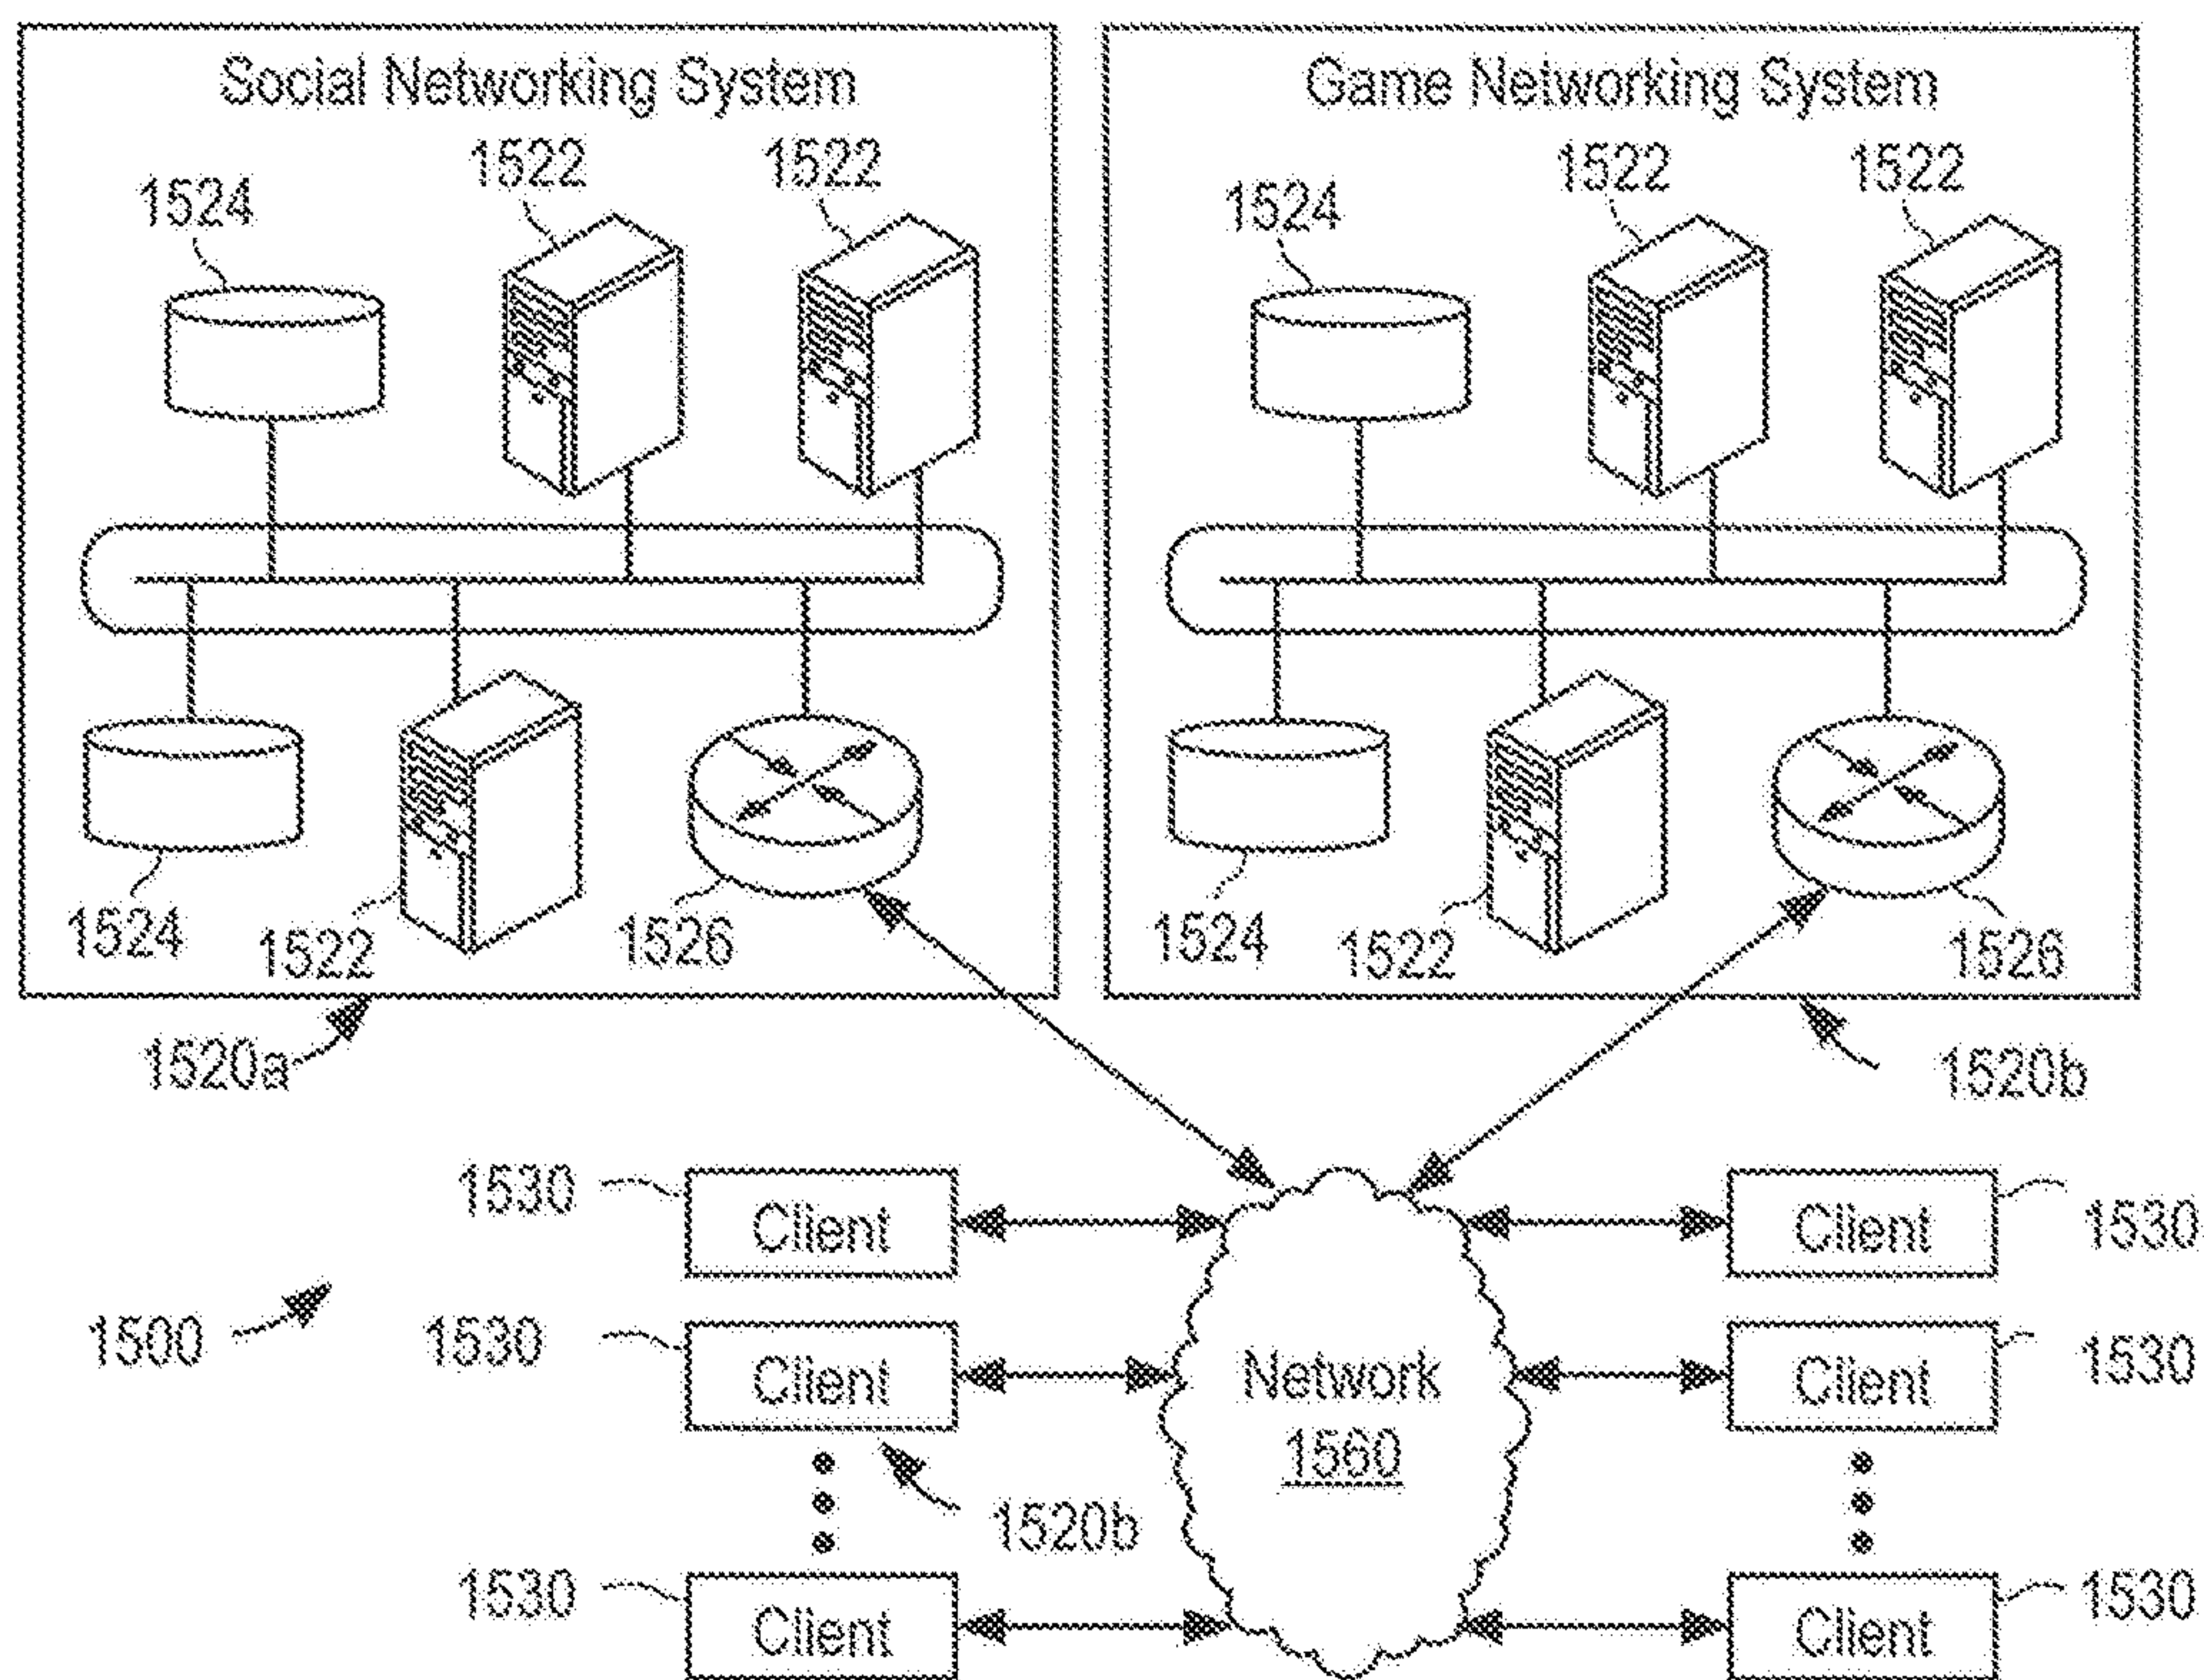 Social Networking System
Game Networking System
1522 1522
1524
1522 1522
1524
1524
1522
1526
1524
1522
1526
1520a
1520b
1530 Client
Client 1530
1500
1530 Client
Network
1560
Client 1530
1520b
1530 Client
Client 1530